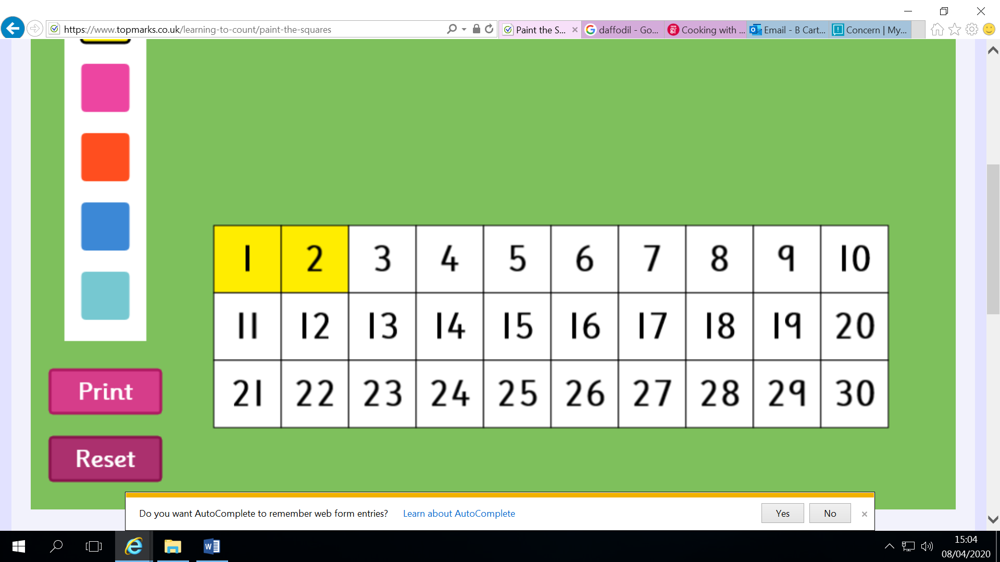 https://www.topmarks.co.uk/learning-to-count/paint-the-squares
Paint the S...
daffodil - Go...
Cooking with ...
Email - B Cart...
Concern | My...
1 2 3 4 5 6 7 8 9 10
11 12 13 14 15 16 17 18 19 20
21 22 23 24 25 26 27 28 29 30
Print
Reset
Do you want AutoComplete to remember web form entries? Learn about AutoComplete Yes No
15:04
08/04/2020